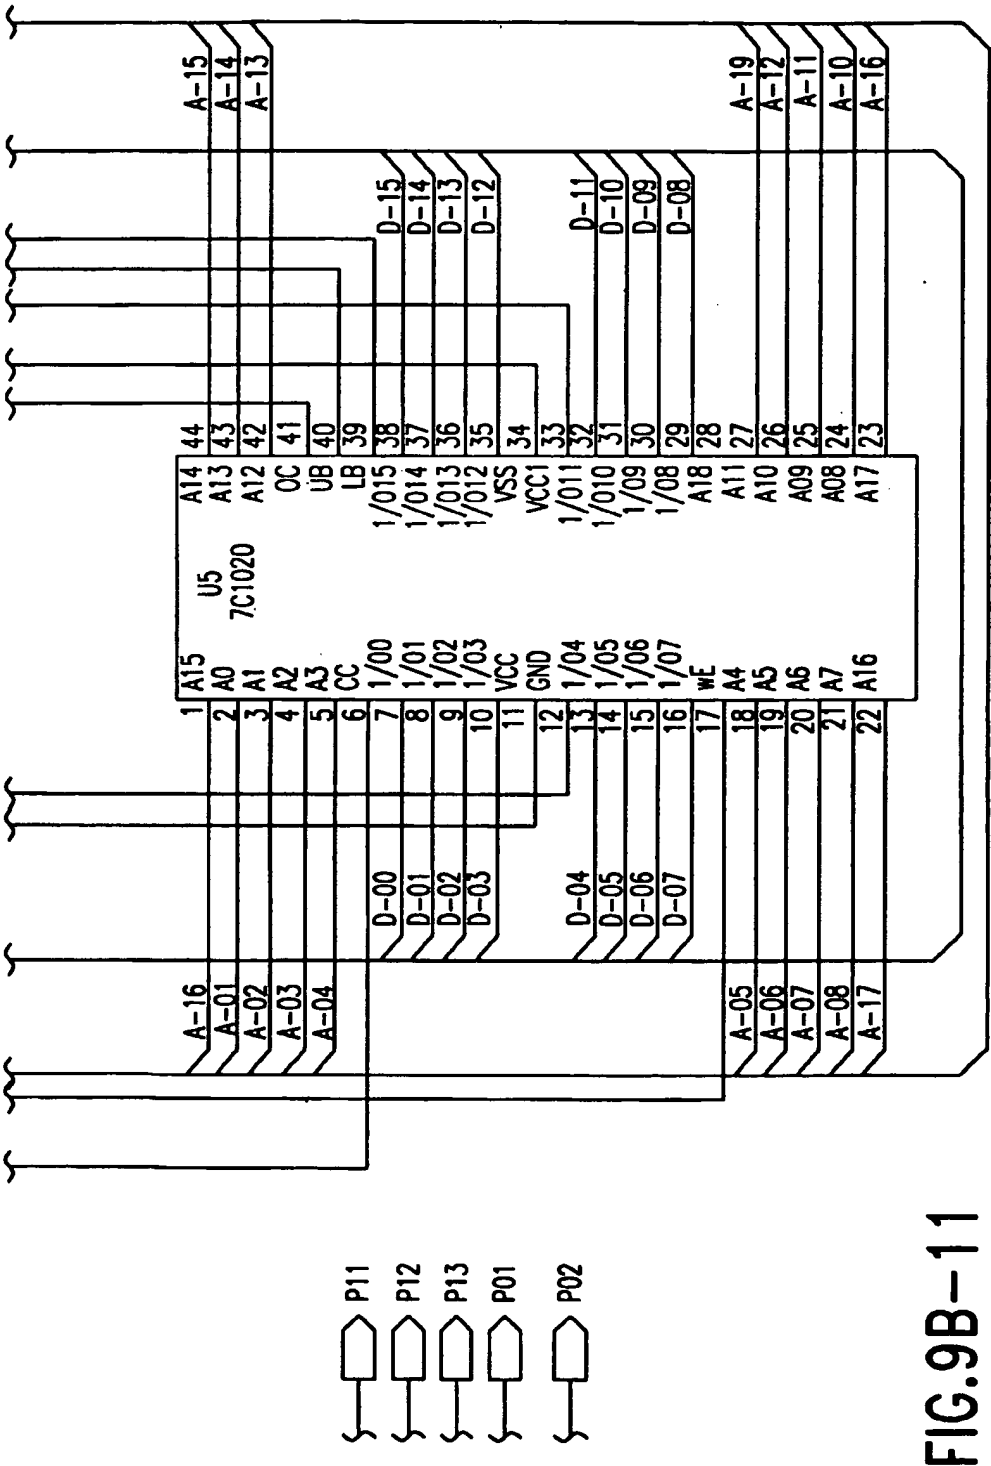 A-15
A-14
A-13
A-19
A-12
A-11
A-10
A-16
D-15
D-14
D-13
D-12
D-11
D-10
D-09
D-08
44
43
42
41
40
39
38
37
36
35
34
33
32
31
30
29
28
27
26
25
24
23
A14
A13
A12
OC
UB
LB
1/015
1/014
1/013
1/012
VSS
VCC1
1/011
1/010
1/09
1/08
A18
A11
A10
A09
A08
A17
U5
7C1020
A15
A0
A1
A2
A3
CC
1/00
1/01
1/02
1/03
VCC
GND
1/04
1/05
1/06
1/07
WE
A4
A5
A6
A7
A16
1
2
3
4
5
6
7
8
9
10
11
12
13
14
15
16
17
18
19
20
21
22
D-00
D-01
D-02
D-03
D-04
D-05
D-06
D-07
A-16
A-01
A-02
A-03
A-04
A-05
A-06
A-07
A-08
A-17
P11
P12
P13
P01
P02
FIG.9B-11